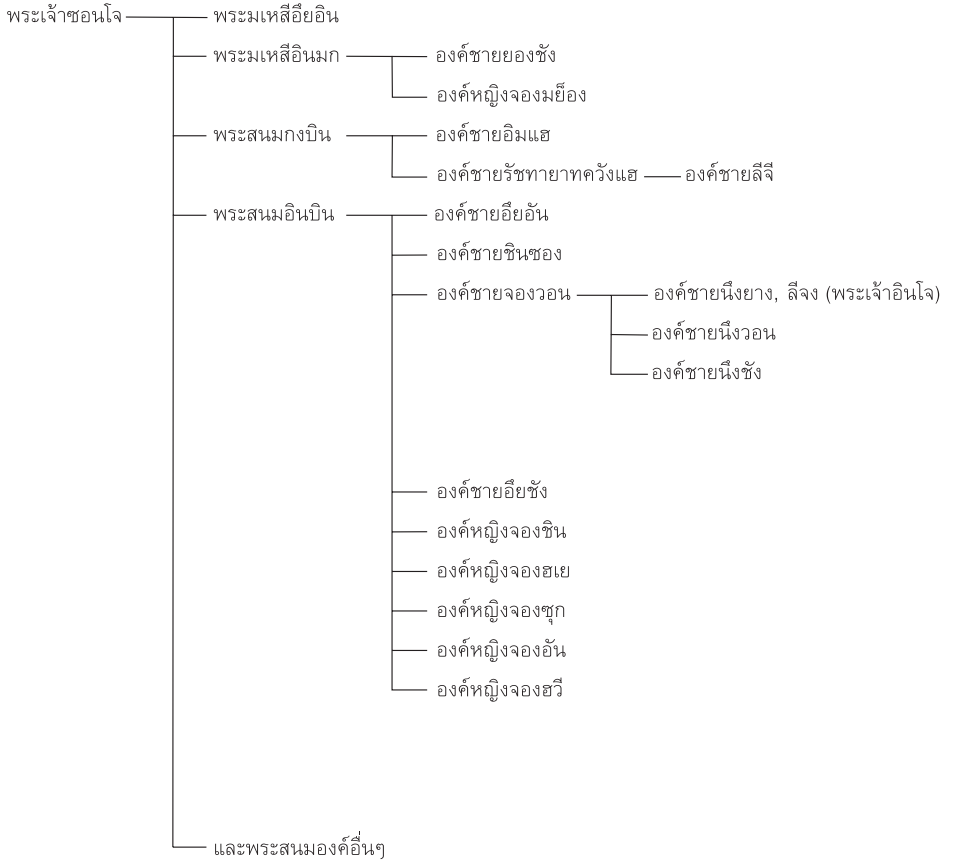 พระเจ้าซอนโจ พระมเหสีอึยอิน
พระมเหสีอินมก องค์ชายยองชัง
องค์หญิงจองมย็อง
พระสนมกงบิน องค์ชายอิมแฮ
องค์ชายรัชทายาทควังแฮ องค์ชายลีจี
พระสนมอินบิน องค์ชายอึยอัน
องค์ชายชินซอง
องค์ชายจองวอน องค์ชายนึงยาง, ลีจง (พระเจ้าอินโจ)
องค์ชายนึงวอน
องค์ชายนึงชัง
องค์ชายอึยชัง
องค์หญิงจองชิน
องค์หญิงจองฮเย
องค์หญิงจองซุก
องค์หญิงจองอัน
องค์หญิงจองฮวี
และพระสนมองค์อื่นๆ